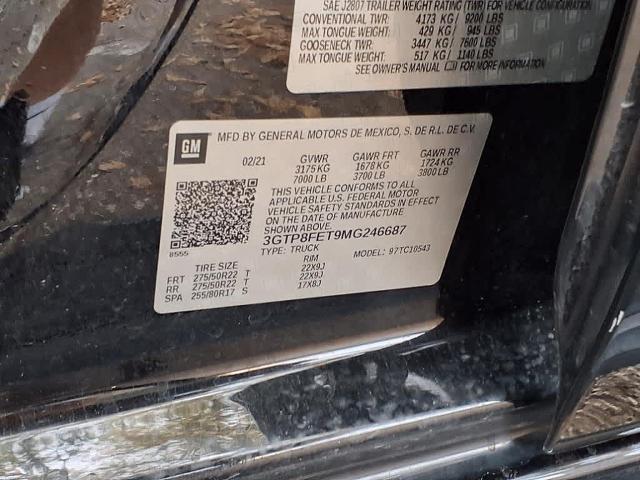 SAE J2807 TRAILER WEIGHT RATING (TWR) FOR VEHICLE CONFIGURATION
CONVENTIONAL TWR: 4173 KG / 9200 LBS
MAX TONGUE WT: 429 KG / 945 LBS
GOOSENECK TWR: 3447 KG / 7600 LBS
MAX TONGUE WT: 517 KG / 1140 LBS
SEE OWNER'S MANUAL FOR MORE INFORMATION.
GM
MFD BY GENERAL MOTORS DE MEXICO, S. DE R.L. DE C.V.
02/21 GVWR GAWR FRT GAWR RR
3175 KG 1678 KG 1724 KG
7000 LB 3700 LB 3800 LB
THIS VEHICLE CONFORMS TO ALL
APPLICABLE U.S. FEDERAL MOTOR
VEHICLE SAFETY STANDARDS IN EFFECT
ON THE DATE OF MANUFACTURE
SHOWN ABOVE.
3GTP8FET9MG246687
8555
TYPE: TRUCK MODEL: 97TC10543
TIRE SIZE RIM
FRT 275/50R22 T 22X9J
RR 275/50R22 T 22X9J
SPA 255/80R17 S 17X8J